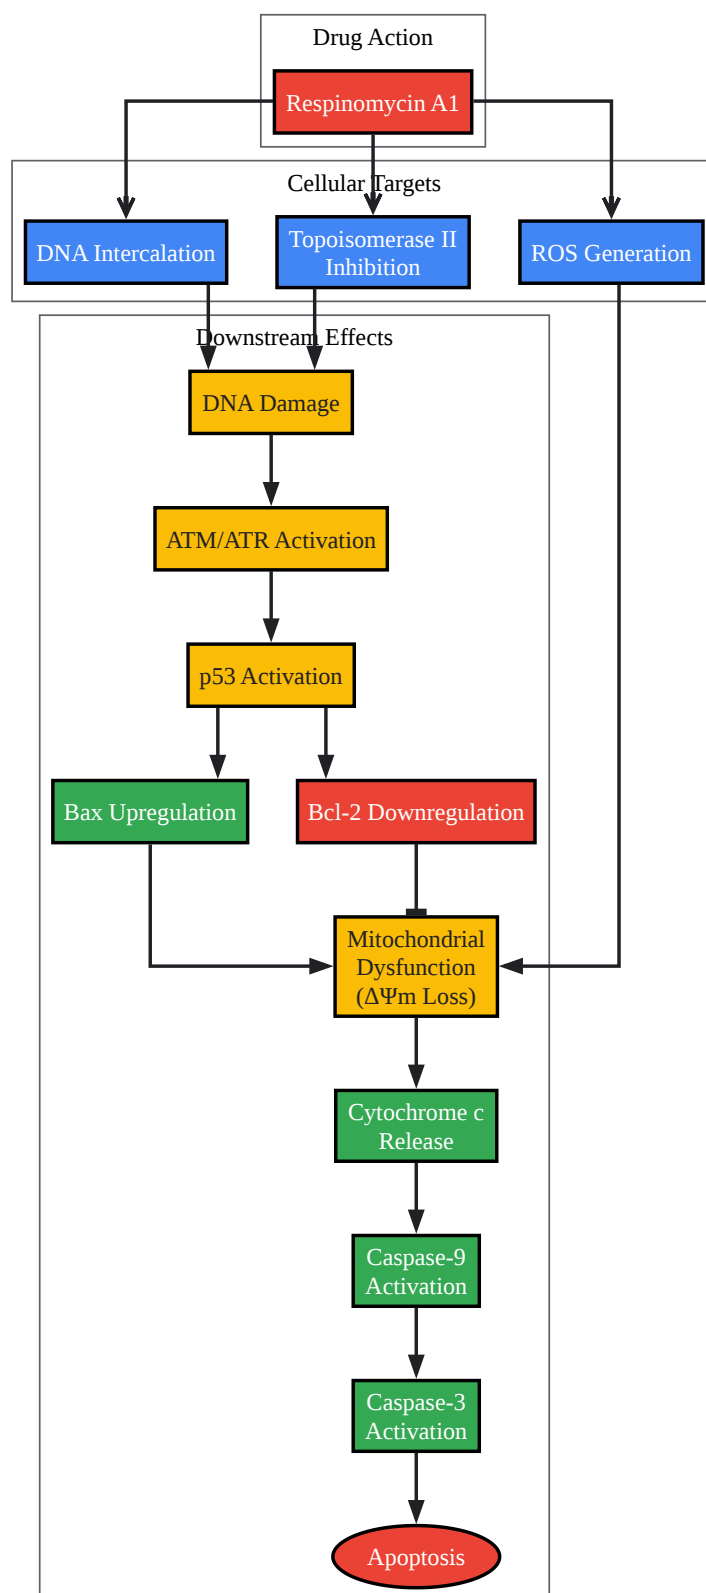 Drug Action
Respinomycin A1
Cellular Targets
DNA Intercalation
Topoisomerase II
Inhibition
ROS Generation
Downstream Effects
DNA Damage
ATM/ATR Activation
p53 Activation
Bax Upregulation
Bcl-2 Downregulation
Mitochondrial
Dysfunction
(ΔΨm Loss)
Cytochrome c
Release
Caspase-9
Activation
Caspase-3
Activation
Apoptosis